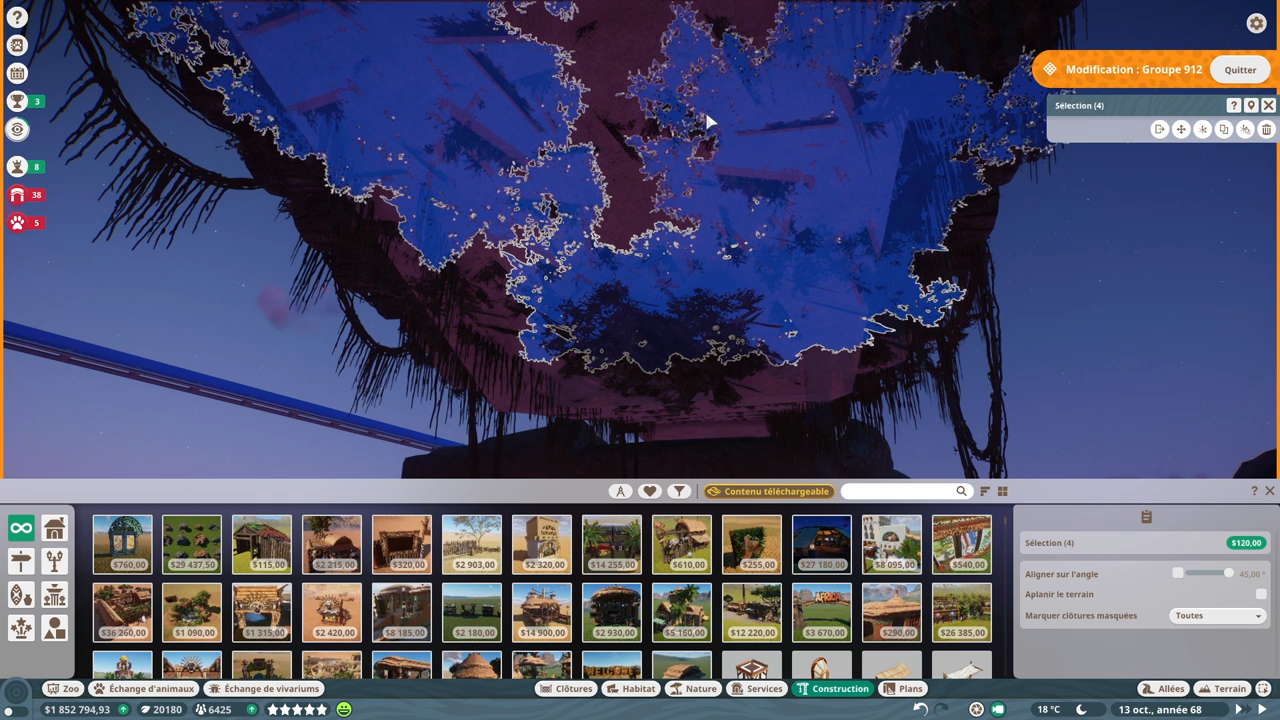 ?
3
8
38
5
Modification : Groupe 912
Quitter
Sélection (4)
?
Contenu téléchargeable
?
$760,00
$29 437,50
$115,00
$2 215,00
$320,00
$2 903,00
$2 320,00
$14 255,00
$610,00
$255,00
$27 180,00
$8 095,00
$540,00
$36 260,00
$1 090,00
$1 315,00
$2 420,00
$8 185,00
$2 180,00
$14 900,00
$2 930,00
$5 160,00
$12 220,00
$3 670,00
$290,00
$26 385,00
Sélection (4)
$120,00
Aligner sur l'angle
45,00 °
Aplanir le terrain
Marquer clôtures masquées
Toutes
Zoo
Échange d'animaux
Échange de vivariums
Clôtures
Habitat
Nature
Services
Construction
Plans
Allées
Terrain
$1 852 794,93
20180
6425
18 °C
13 oct., année 68